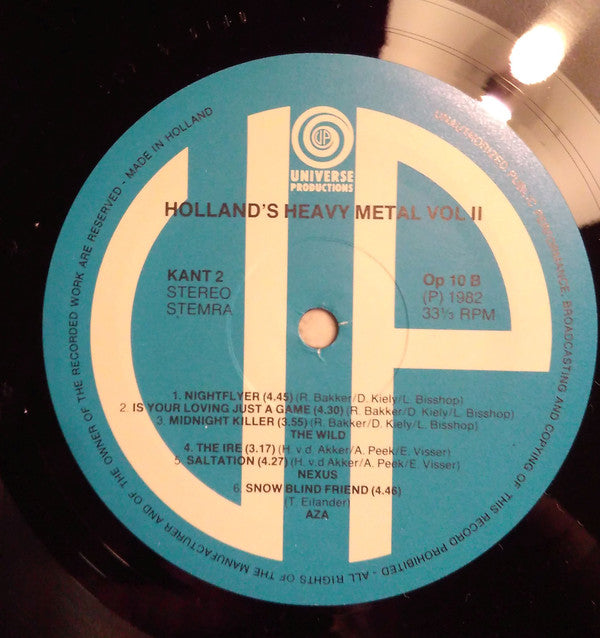 UNIVERSE
PRODUCTIONS
HOLLAND'S HEAVY METAL VOL II
KANT 2
STEREO
STEMRA
Op 10 B
(P) 1982
33⅓ RPM
1. NIGHTFLYER (4.45) (R. Bakker/D. Kiely/L. Bisshop)
2. IS YOUR LOVING JUST A GAME (4.30) (R. Bakker/D Kiely/L. Bisshop)
3. MIDNIGHT KILLER (3.55) (R. Bakker/D. Kiely/L. Bisshop)
THE WILD
4. THE IRE (3.17) (H. v.d Akker/A. Peek/E. Visser)
5. SALTATION (4.27) (H. v.d Akker/A. Peek/E. Visser)
NEXUS
6. SNOW BLIND FRIEND (4.46)
(T. Eilander)
AZA
UNAUTHORIZED PUBLIC PERFORMANCE, BROADCASTING AND COPYING OF THIS RECORD PROHIBITED - ALL RIGHTS OF THE MANUFACTURER AND OF THE OWNER OF THE RECORDED WORK ARE RESERVED - MADE IN HOLLAND